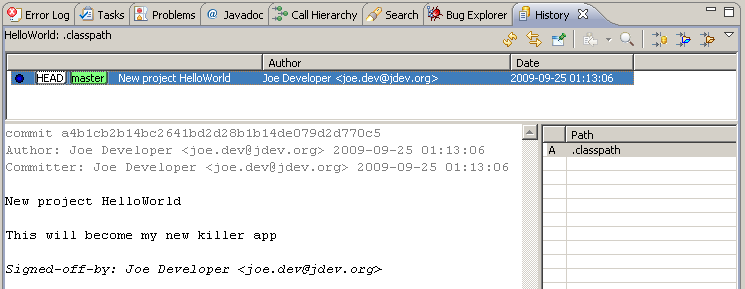 Error Log Tasks Problems @ Javadoc Call Hierarchy Search Bug Explorer History
HelloWorld: .classpath
Author Date
HEAD master New project HelloWorld Joe Developer <joe.dev@jdev.org> 2009-09-25 01:13:06
commit a4b1cb2b14bc2641bd2d28b1b14de079d2d770c5
Author: Joe Developer <joe.dev@jdev.org> 2009-09-25 01:13:06
Committer: Joe Developer <joe.dev@jdev.org> 2009-09-25 01:13:06
New project HelloWorld
This will become my new killer app
Signed-off-by: Joe Developer <joe.dev@jdev.org>
Path
A .classpath